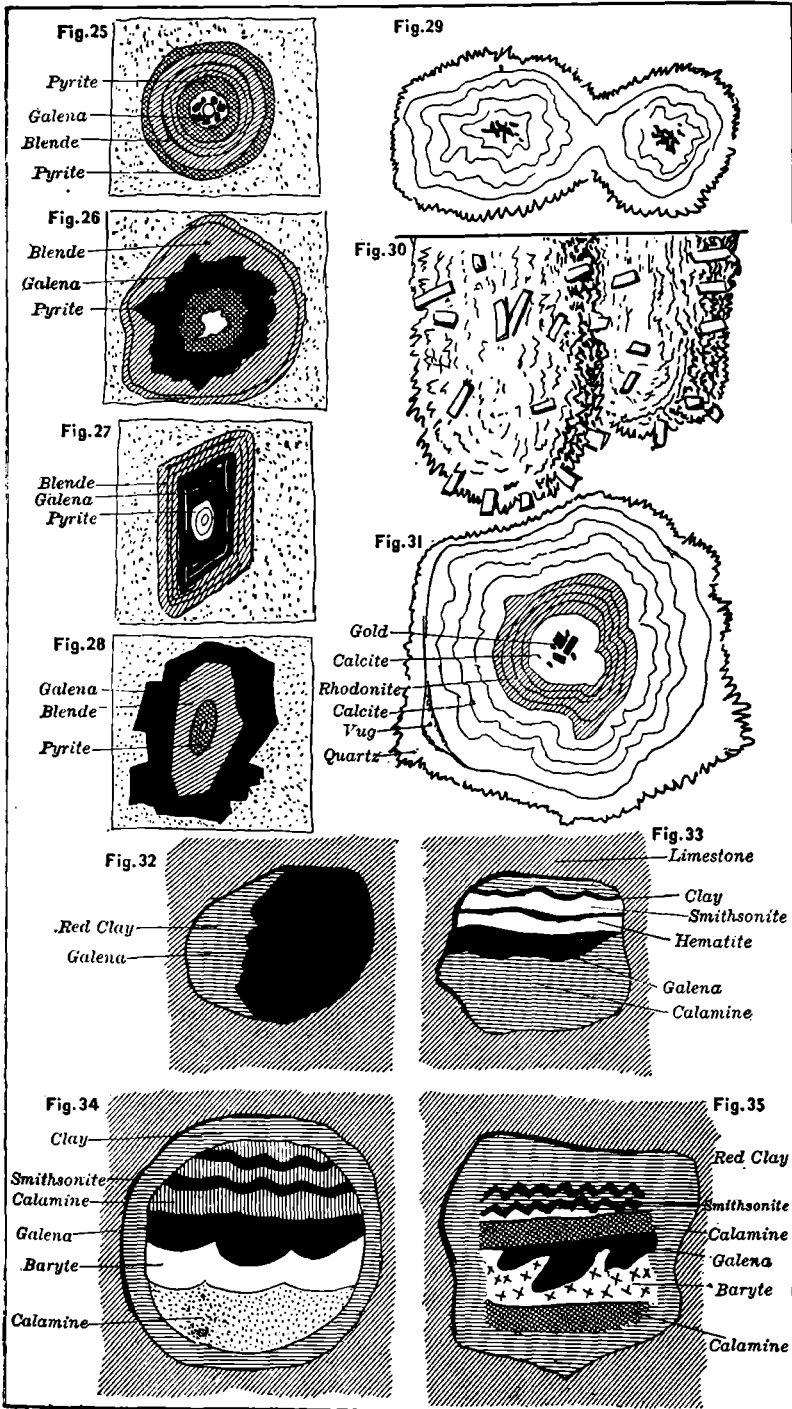 Fig.25
Pyrite
Galena
Blende
Pyrite
Fig.26
Blende
Galena
Pyrite
Fig.27
Blende
Galena
Pyrite
Fig.28
Galena
Blende
Pyrite
Fig.29
Fig.30
Fig.31
Gold
Calcite
Rhodonite
Calcite
Vug
Quartz
Fig.32
Red Clay
Galena
Fig.33
Limestone
Clay
Smithsonite
Hematite
Galena
Calamine
Fig.34
Clay
Smithsonite
Calamine
Galena
Baryte
Calamine
Fig.35
Red Clay
Smithsonite
Calamine
Galena
Baryte
Calamine